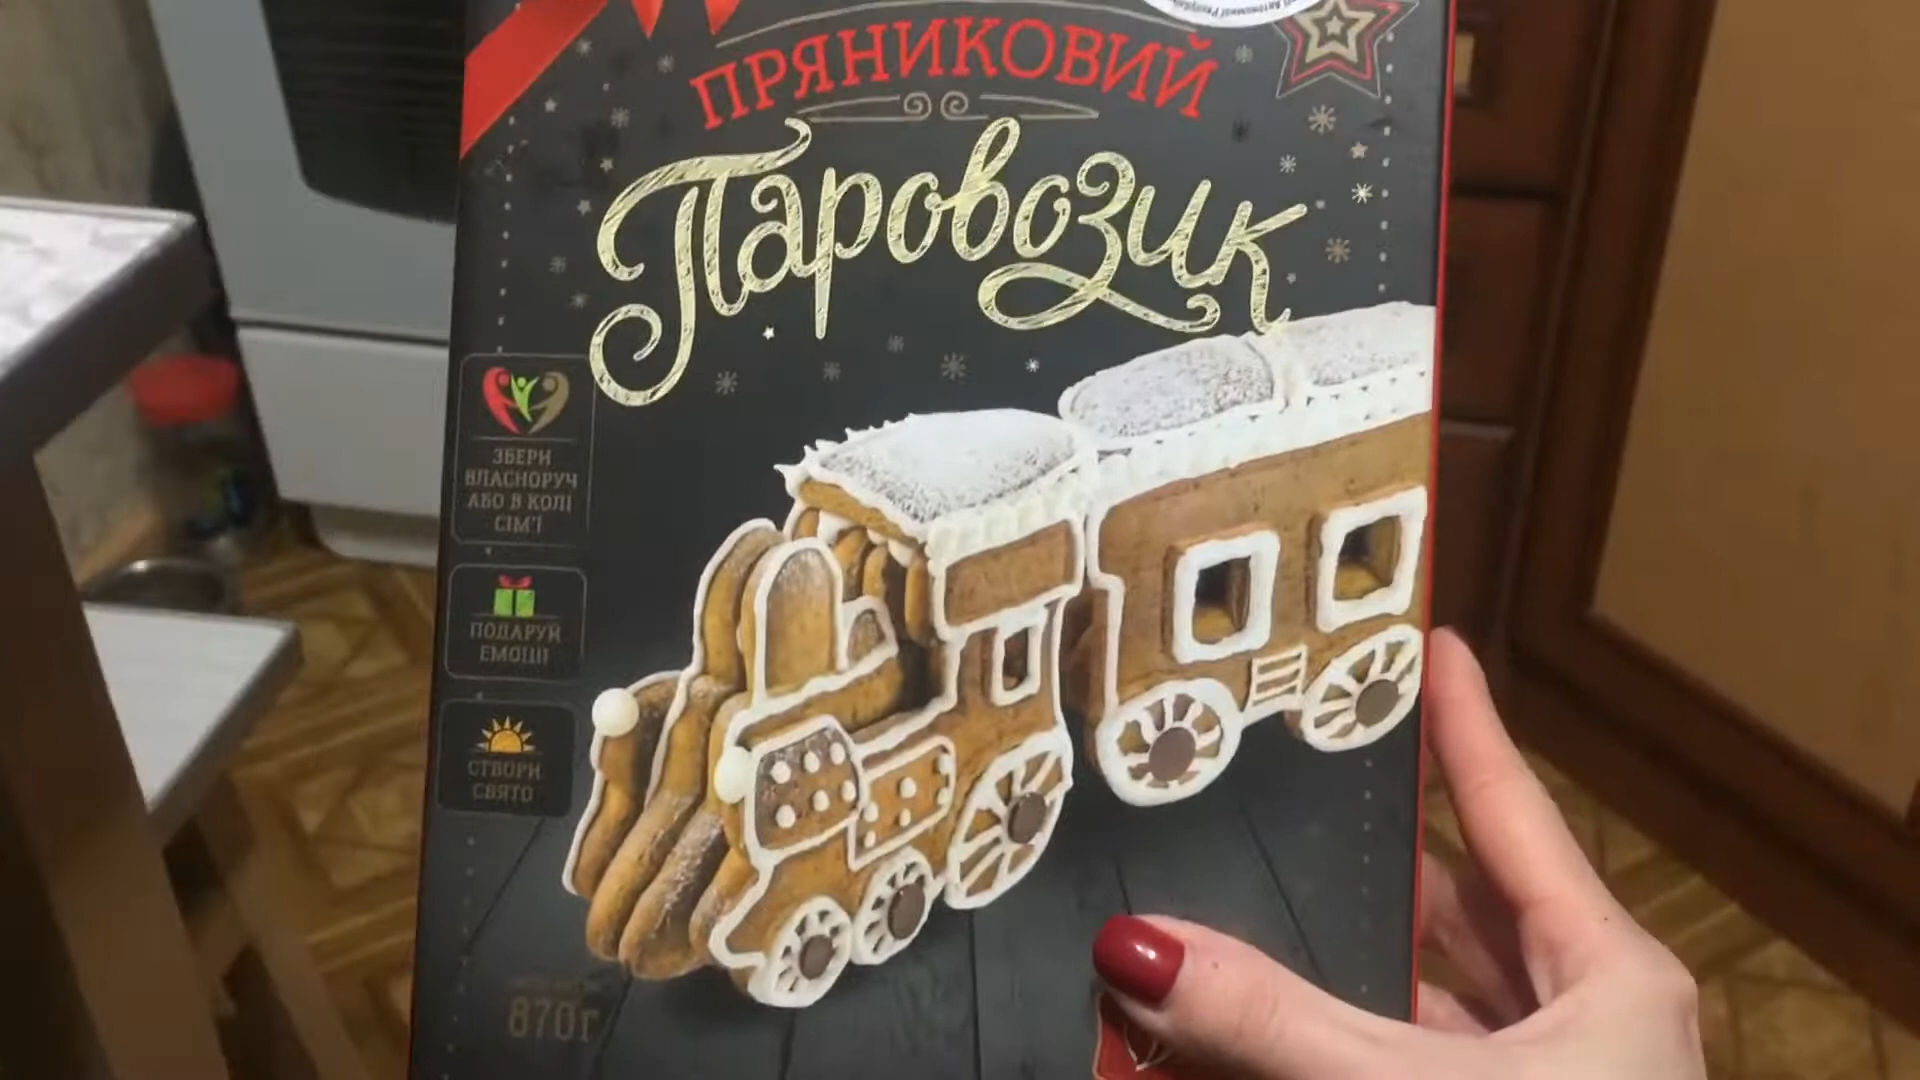 ПРЯНИКОВИЙ
Паровозик
ЗБЕРИ
ВЛАСНОРУЧ
АБО В КОЛІ
СІМ'Ї
ПОДАРУЙ
ЕМОЦІЇ
СТВОРИ
СВЯТО
870г